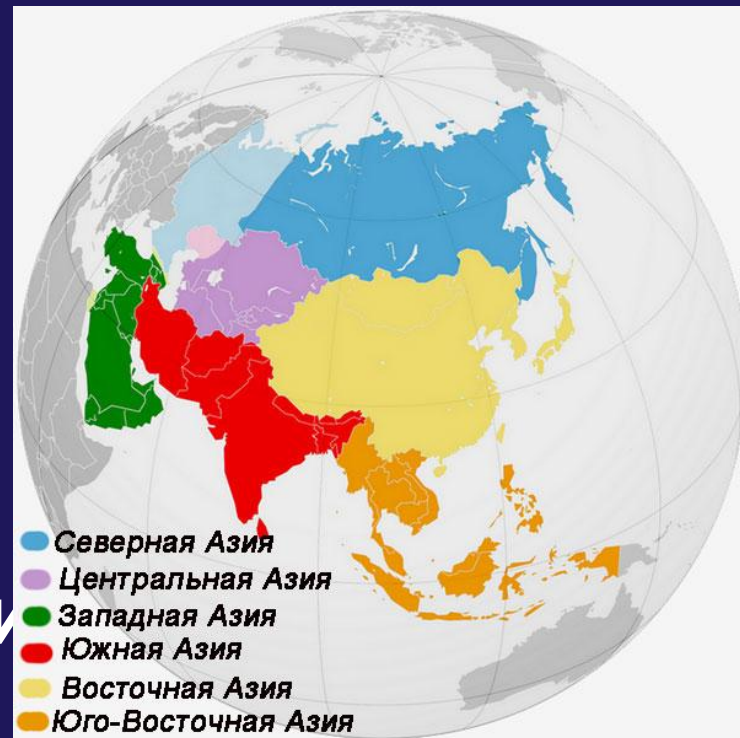 Северная Азия
Центральная Азия
Западная Азия
Южная Азия
Восточная Азия
Юго-Восточная Азия